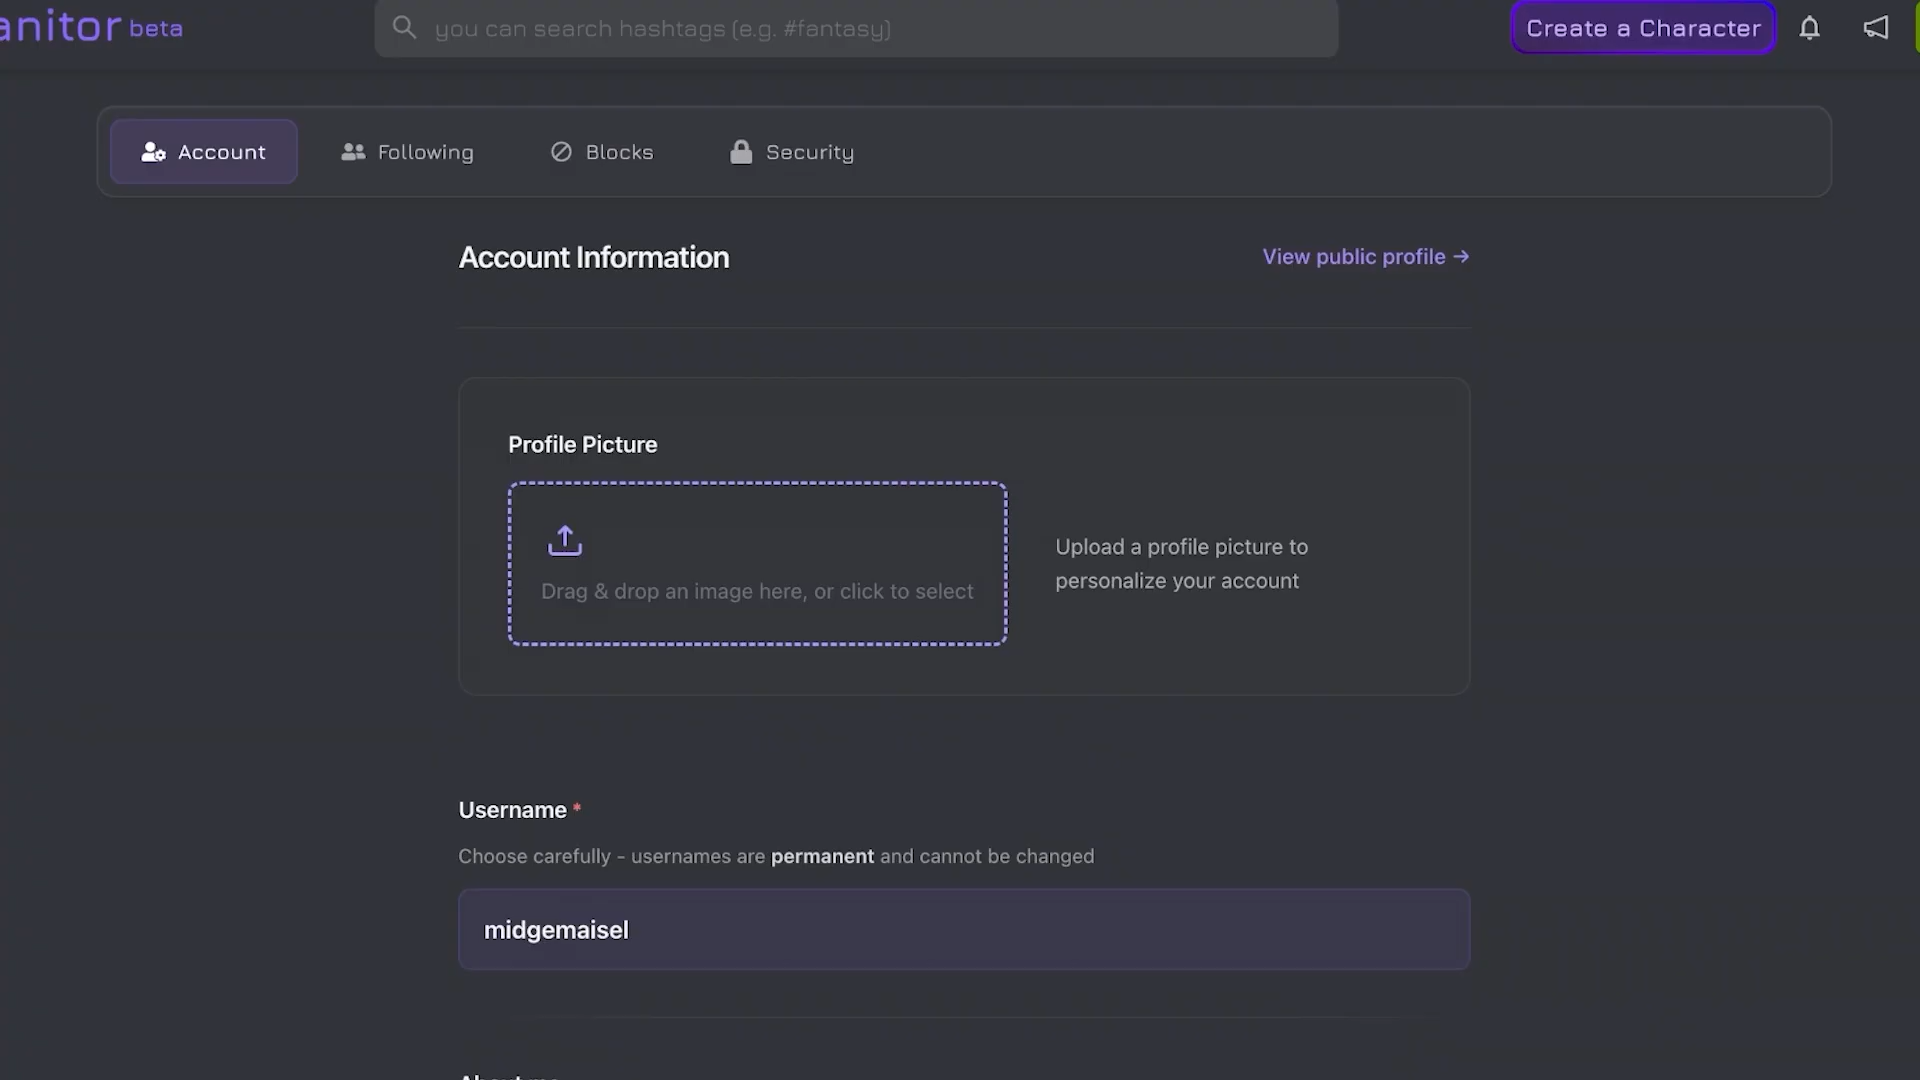 anitor beta
you can search hashtags (e.g. #fantasy)
Create a Character
Account
Following
Blocks
Security
Account Information
View public profile →
Profile Picture
Drag & drop an image here, or click to select
Upload a profile picture to
personalize your account
Username *
Choose carefully - usernames are permanent and cannot be changed
midgemaisel
About me